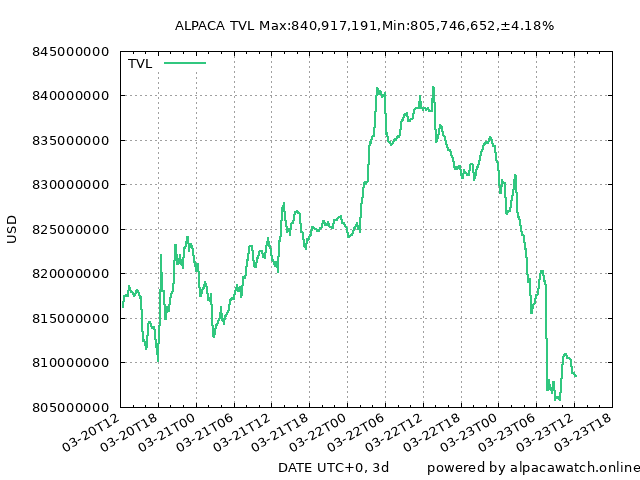 ALPACA TVL Max:840,917,191,Min:805,746,652,±4.18%
845000000
TVL
840000000
835000000
830000000
825000000
USD
820000000
815000000
810000000
805000000
03-20T12
03-20T18
03-21T00
03-21T06
03-21T12
03-21T18
03-22T00
03-22T06
03-22T12
03-22T18
03-23T00
03-23T06
03-23T12
03-23T18
DATE UTC+0, 3d
powered by alpacawatch.online